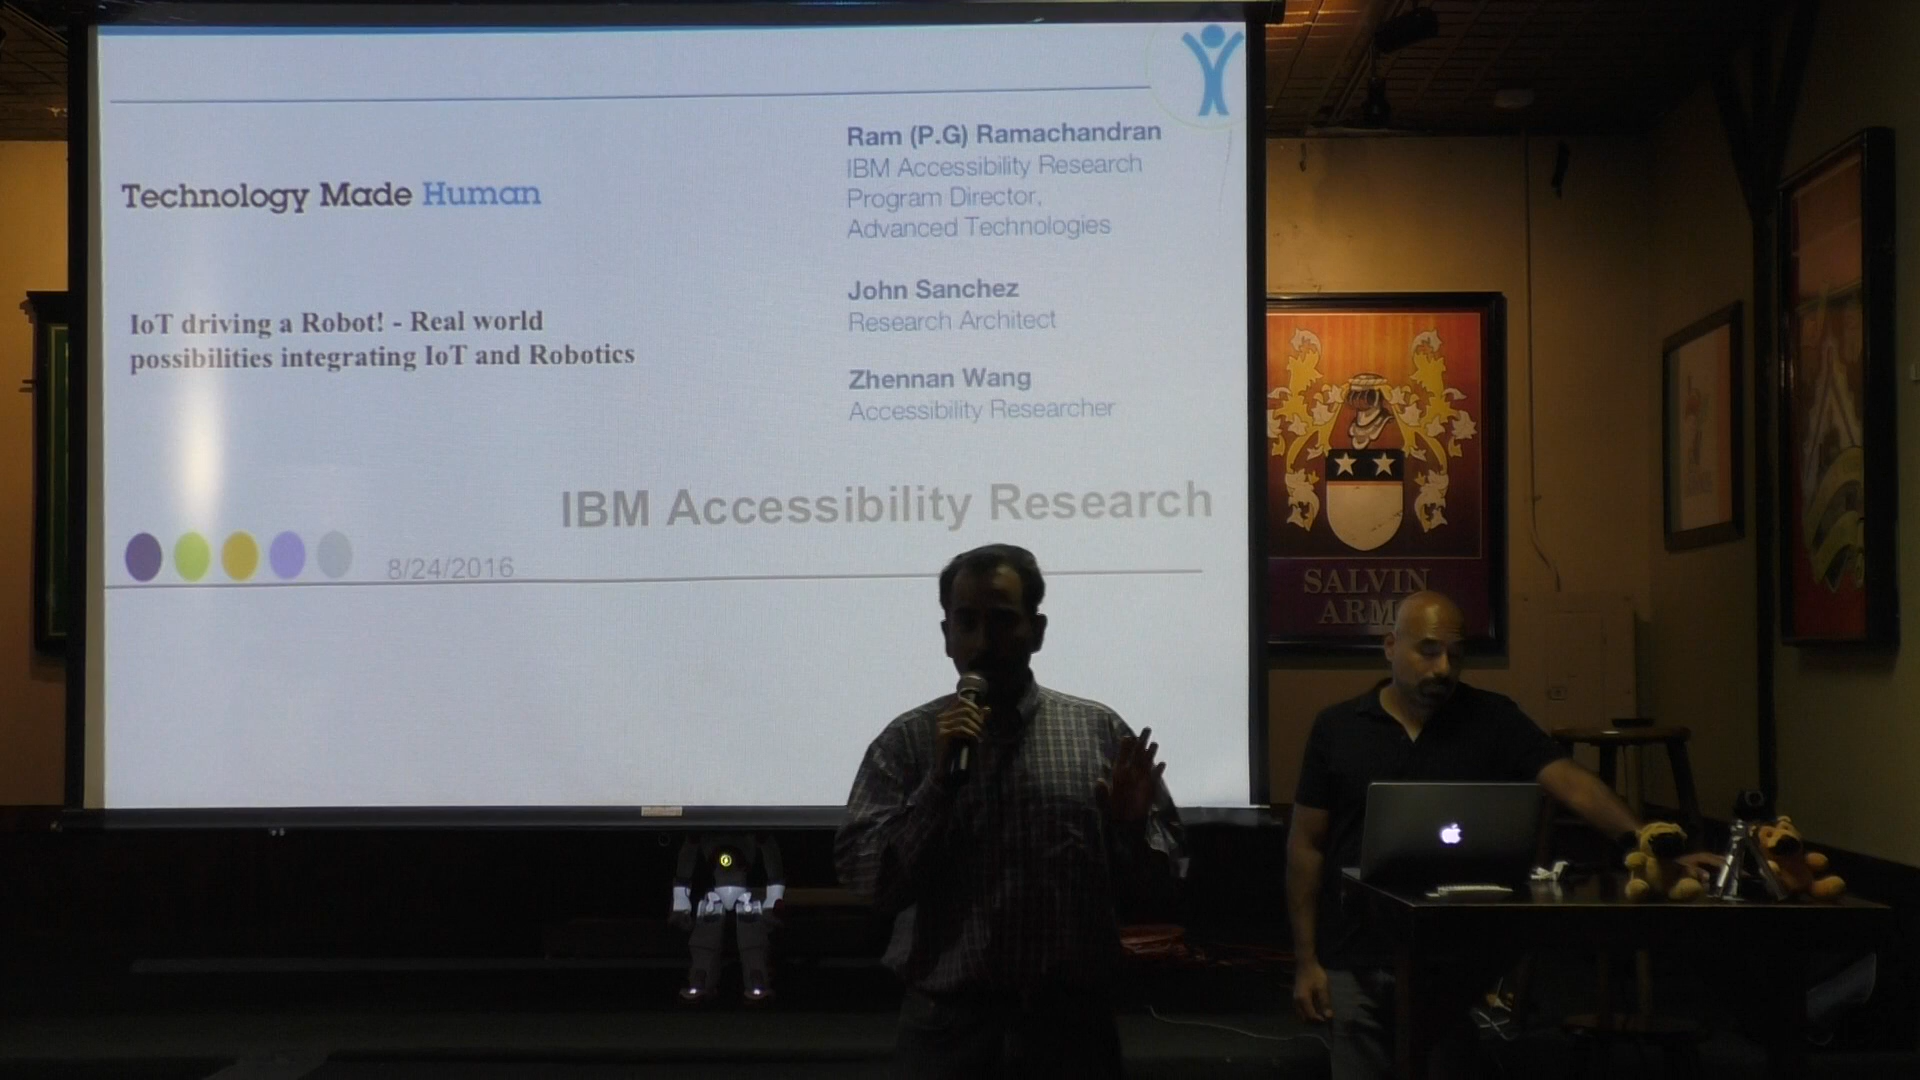 Technology Made Human
IoT driving a Robot! - Real world
possibilities integrating IoT and Robotics
Ram (P.G) Ramachandran
IBM Accessibility Research
Program Director,
Advanced Technologies
John Sanchez
Research Architect
Zhennan Wang
Accessibility Researcher
IBM Accessibility Research
8/24/2016
SALVIN